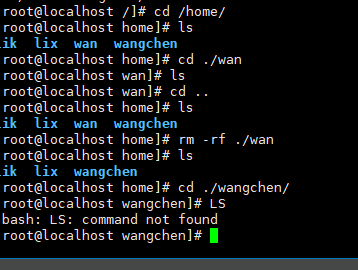 root@localhost /]# cd /home/
root@localhost home]# ls
ik lix wan wangchen
root@localhost home]# cd ./wan
root@localhost wan]# ls
root@localhost wan]# cd ..
root@localhost home]# ls
ik lix wan wangchen
root@localhost home]# rm -rf ./wan
root@localhost home]# ls
ik lix wangchen
root@localhost home]# cd ./wangchen/
root@localhost wangchen]# LS
bash: LS: command not found
root@localhost wangchen]#